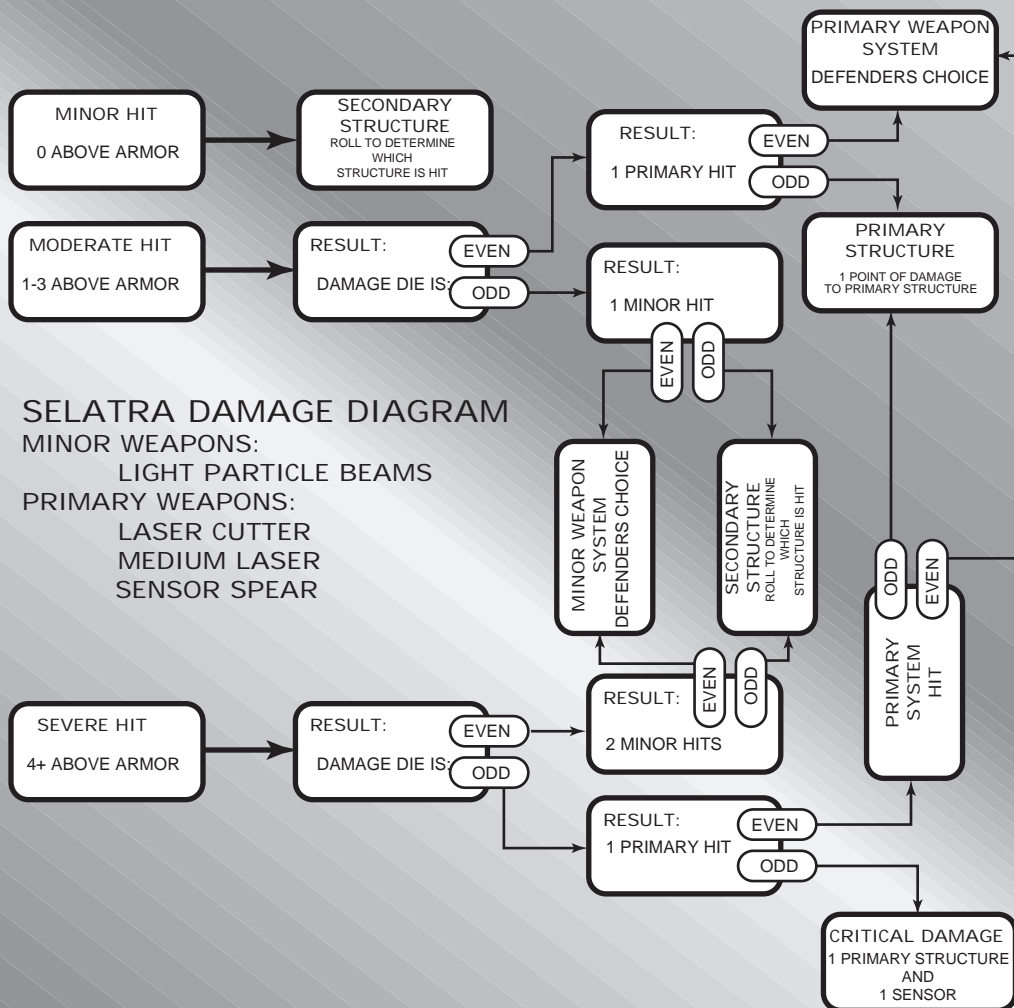 PRIMARY WEAPON
SYSTEM
DEFENDERS CHOICE
MINOR HIT
0 ABOVE ARMOR
SECONDARY
STRUCTURE
ROLL TO DETERMINE
WHICH
STRUCTURE IS HIT
RESULT:
1 PRIMARY HIT
EVEN
ODD
MODERATE HIT
1-3 ABOVE ARMOR
RESULT:
DAMAGE DIE IS:
EVEN
ODD
RESULT:
1 MINOR HIT
EVEN
ODD
PRIMARY
STRUCTURE
1 POINT OF DAMAGE
TO PRIMARY STRUCTURE
SELATRA DAMAGE DIAGRAM
MINOR WEAPONS:
LIGHT PARTICLE BEAMS
PRIMARY WEAPONS:
LASER CUTTER
MEDIUM LASER
SENSOR SPEAR
MINOR WEAPON
SYSTEM
DEFENDERS CHOICE
SECONDARY
STRUCTURE
ROLL TO DETERMINE
WHICH
STRUCTURE IS HIT
ODD
EVEN
PRIMARY
SYSTEM
HIT
SEVERE HIT
4+ ABOVE ARMOR
RESULT:
DAMAGE DIE IS:
EVEN
ODD
RESULT:
2 MINOR HITS
EVEN
ODD
RESULT:
1 PRIMARY HIT
EVEN
ODD
CRITICAL DAMAGE
1 PRIMARY STRUCTURE
AND
1 SENSOR